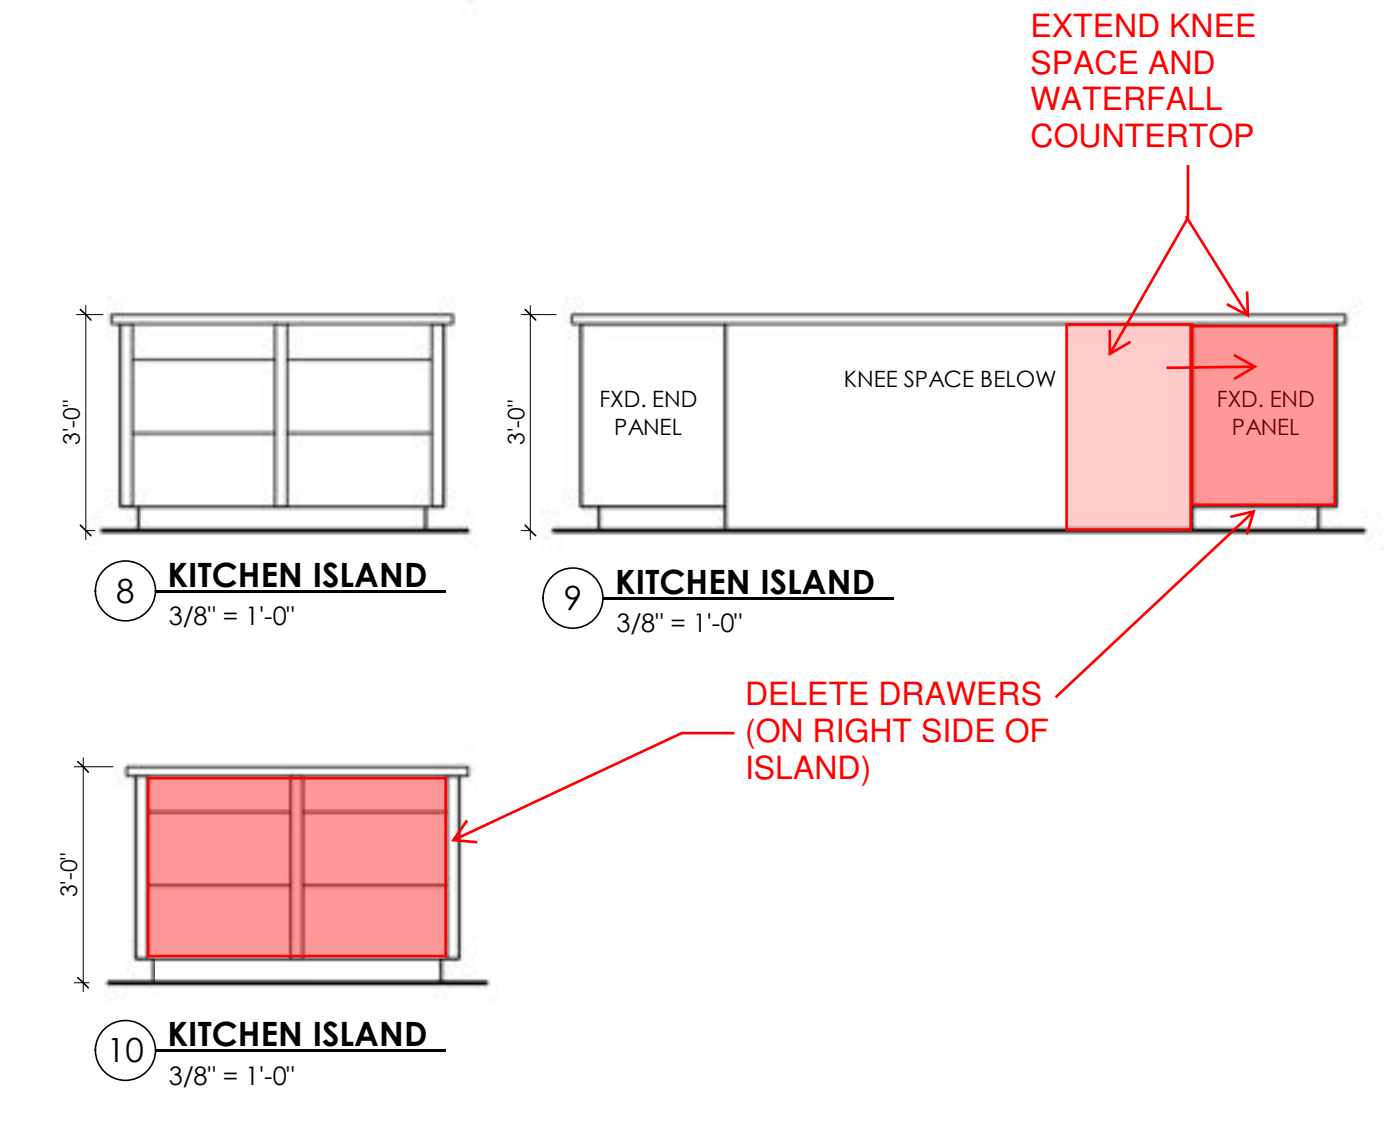 EXTEND KNEE
SPACE AND
WATERFALL
COUNTERTOP
3'-0"
3'-0"
KNEE SPACE BELOW
FXD. END
PANEL
FXD. END
PANEL
8
KITCHEN ISLAND
3/8" = 1'-0"
9
KITCHEN ISLAND
3/8" = 1'-0"
DELETE DRAWERS
(ON RIGHT SIDE OF
ISLAND)
3'-0"
10
KITCHEN ISLAND
3/8" = 1'-0"